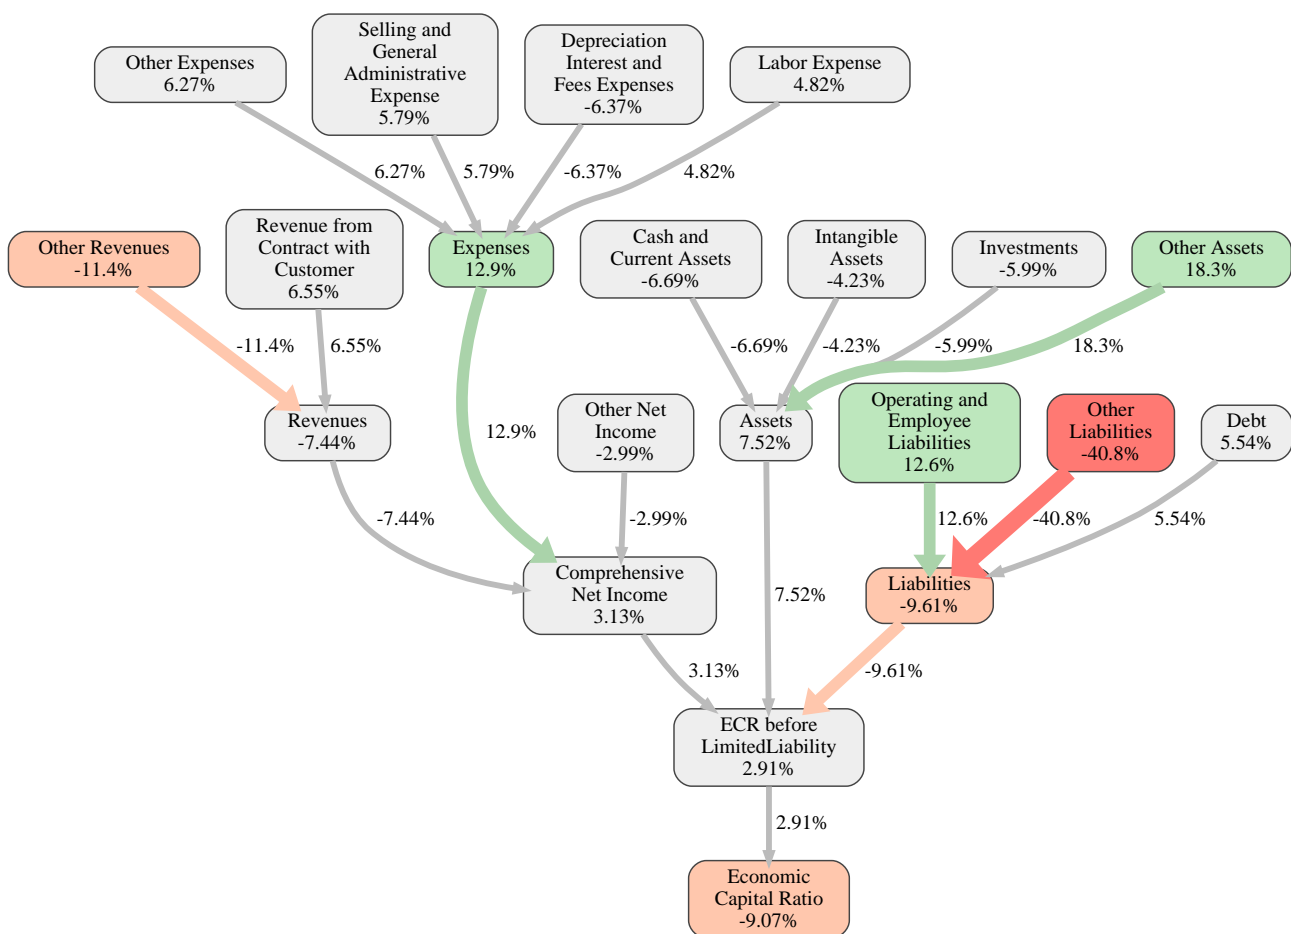 Other Expenses
6.27%
Selling and
General
Administrative
Expense
5.79%
Depreciation
Interest and
Fees Expenses
-6.37%
Labor Expense
4.82%
6.27%
5.79%
-6.37%
4.82%
Other Revenues
-11.4%
Revenue from
Contract with
Customer
6.55%
Expenses
12.9%
Cash and
Current Assets
-6.69%
Intangible
Assets
-4.23%
Investments
-5.99%
Other Assets
18.3%
-11.4%
6.55%
-6.69%
-4.23%
-5.99%
18.3%
Revenues
-7.44%
12.9%
Other Net
Income
-2.99%
Assets
7.52%
Operating and
Employee
Liabilities
12.6%
Other
Liabilities
-40.8%
Debt
5.54%
-7.44%
-2.99%
12.6%
-40.8%
5.54%
Comprehensive
Net Income
3.13%
7.52%
Liabilities
-9.61%
3.13%
-9.61%
ECR before
LimitedLiability
2.91%
2.91%
Economic
Capital Ratio
-9.07%